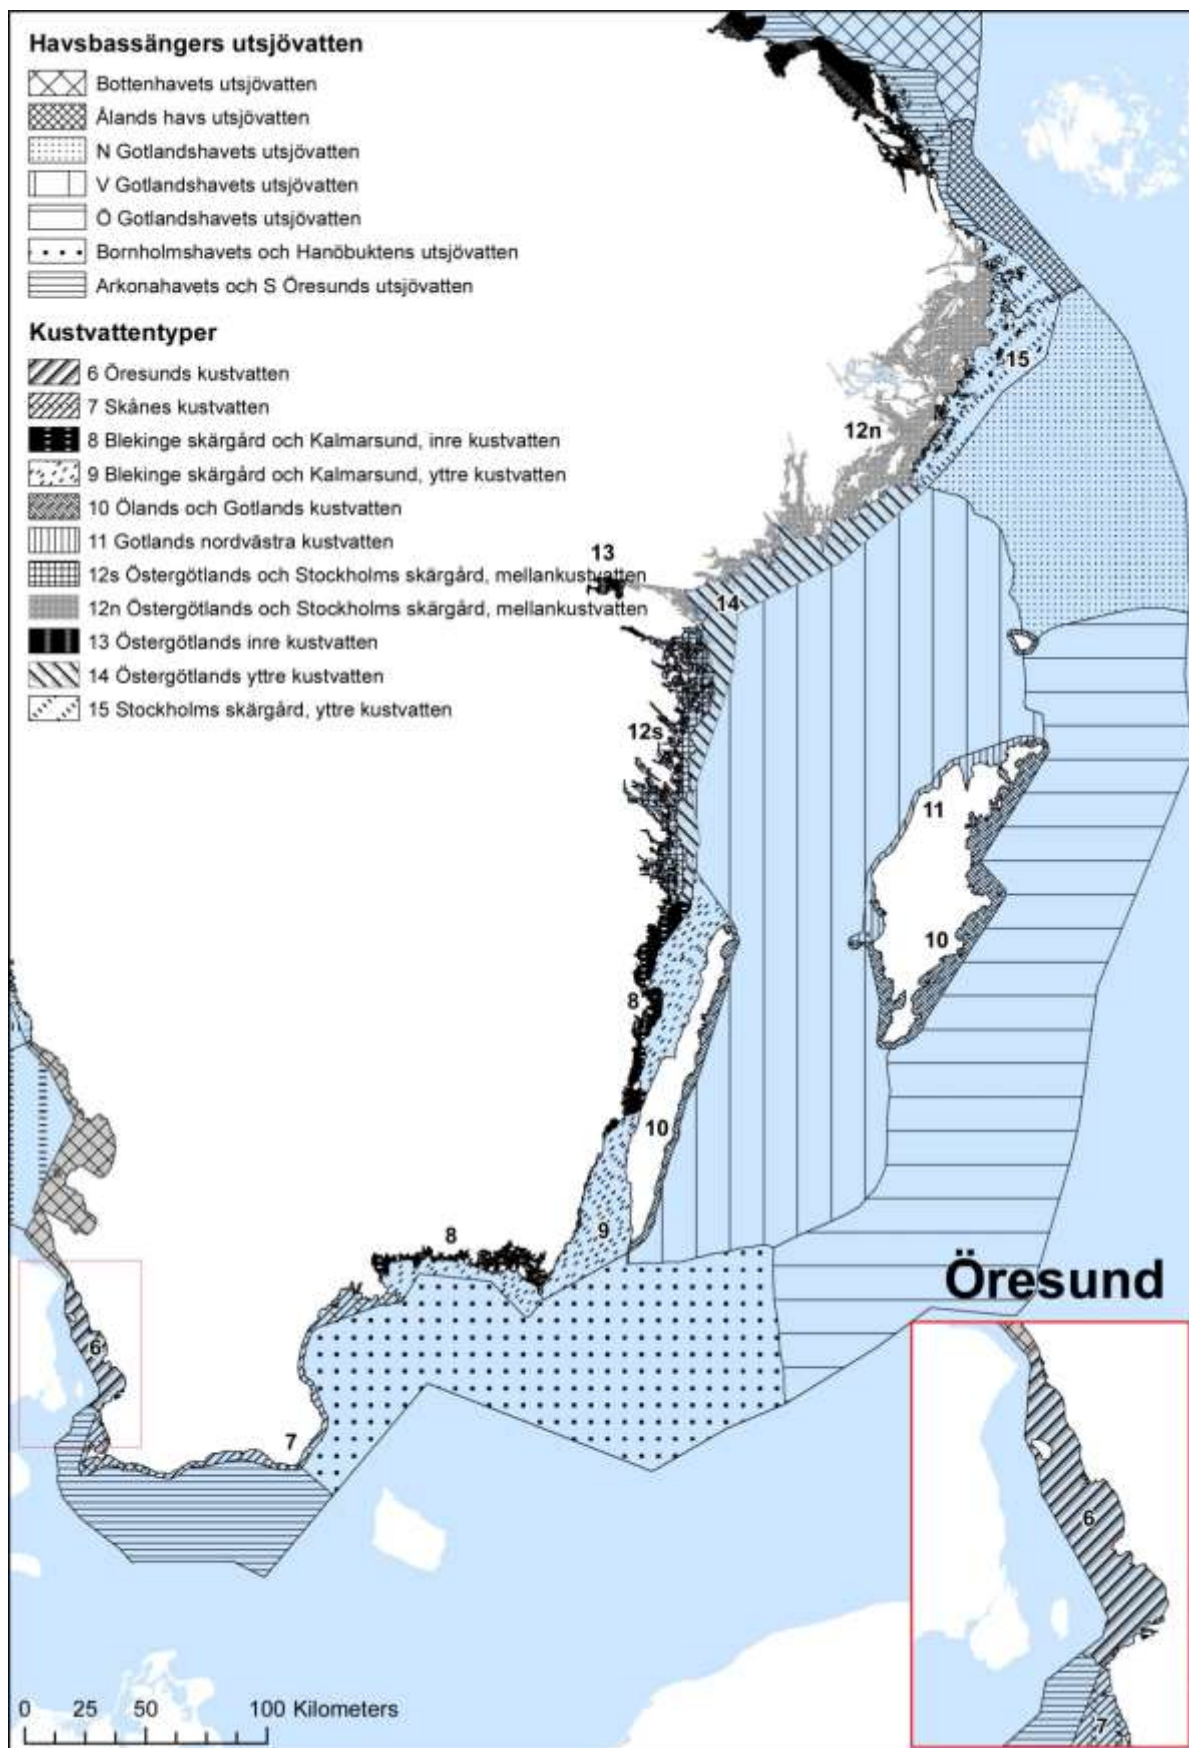 Havsbassängers utsjövatten
Bottenhavets utsjövatten
Ålands havs utsjövatten
N Gotlandshavets utsjövatten
V Gotlandshavets utsjövatten
Ö Gotlandshavets utsjövatten
Bornholmshavets och Hanöbuktens utsjövatten
Arkonahavets och S Öresunds utsjövatten
Kustvattentyper
6 Öresunds kustvatten
7 Skånes kustvatten
8 Blekinge skärgård och Kalmarsund, inre kustvatten
9 Blekinge skärgård och Kalmarsund, yttre kustvatten
10 Ölands och Gotlands kustvatten
11 Gotlands nordvästra kustvatten
12s Östergötlands och Stockholms skärgård, mellankustvatten
12n Östergötlands och Stockholms skärgård, mellankustvatten
13 Östergötlands inre kustvatten
14 Östergötlands yttre kustvatten
15 Stockholms skärgård, yttre kustvatten
15
12n
13
14
12s
11
10
8
10
9
8
6
7
Öresund
6
7
0 25 50 100 Kilometers